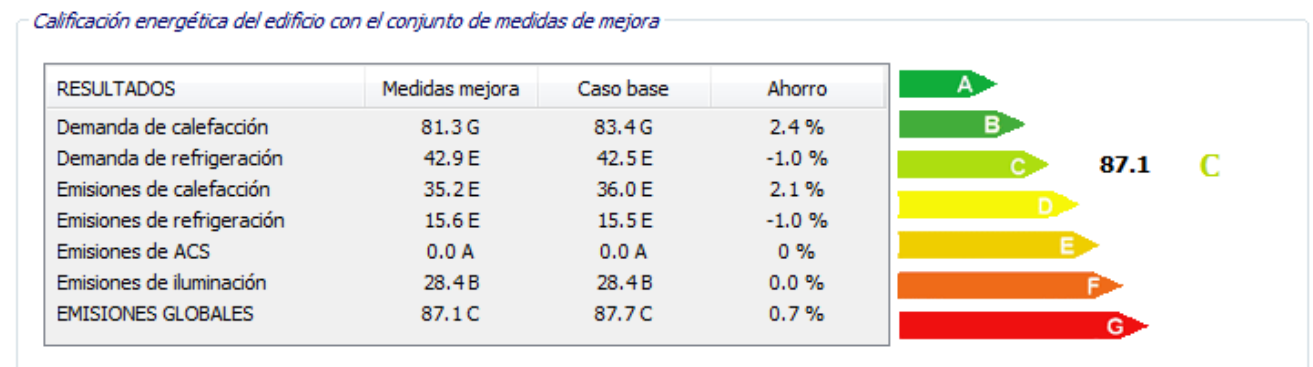 Calificación energética del edificio con el conjunto de medidas de mejora
RESULTADOS Medidas mejora Caso base Ahorro
Demanda de calefacción 81.3 G 83.4 G 2.4 %
Demanda de refrigeración 42.9 E 42.5 E -1.0 %
Emisiones de calefacción 35.2 E 36.0 E 2.1 %
Emisiones de refrigeración 15.6 E 15.5 E -1.0 %
Emisiones de ACS 0.0 A 0.0 A 0 %
Emisiones de iluminación 28.4 B 28.4 B 0.0 %
EMISIONES GLOBALES 87.1 C 87.7 C 0.7 %
A
B
C 87.1 C
D
E
F
G